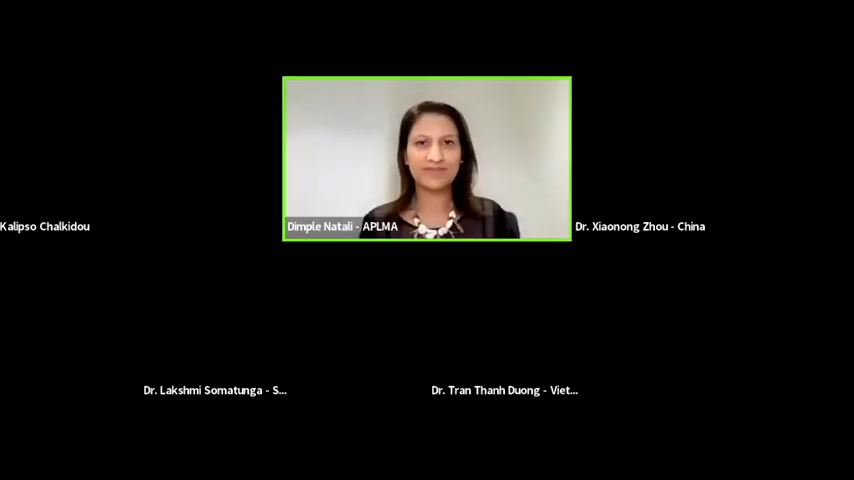 Kalipso Chalkidou
Dimple Natali - APLMA
Dr. Xiaonong Zhou - China
Dr. Lakshmi Somatunga - S...
Dr. Tran Thanh Duong - Viet...